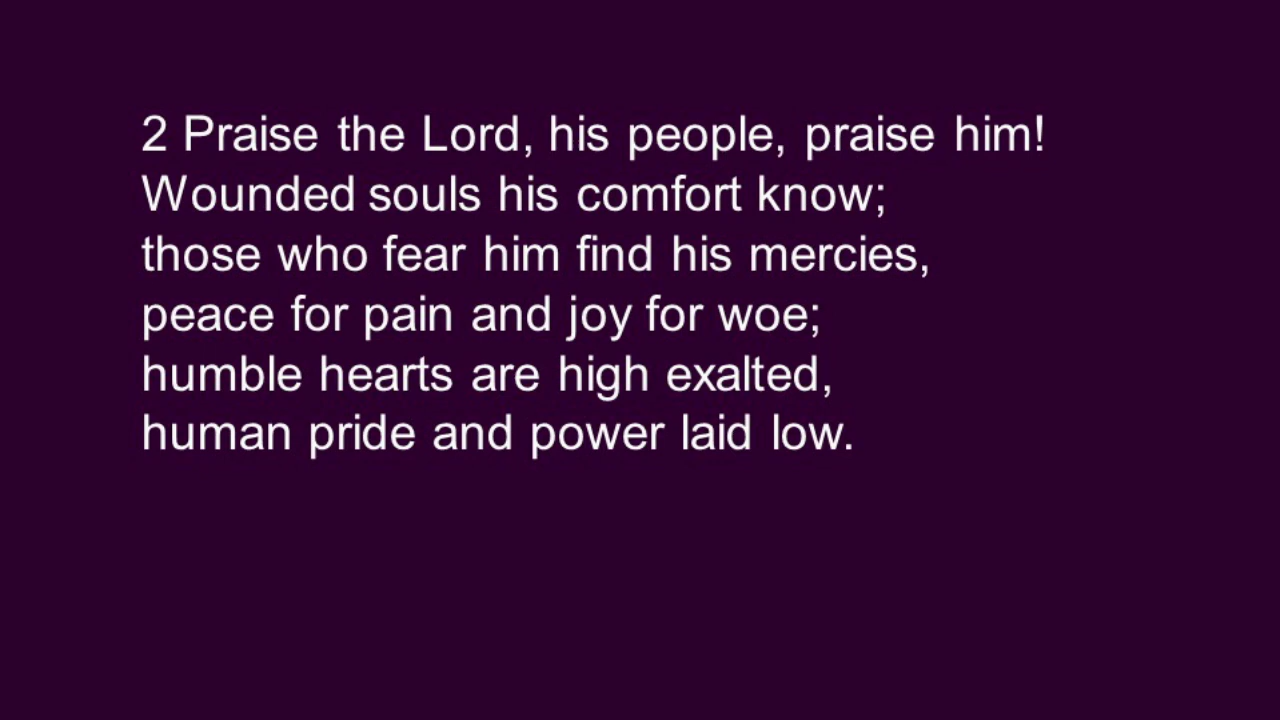 2 Praise the Lord, his people, praise him!
Wounded souls his comfort know;
those who fear him find his mercies,
peace for pain and joy for woe;
humble hearts are high exalted,
human pride and power laid low.